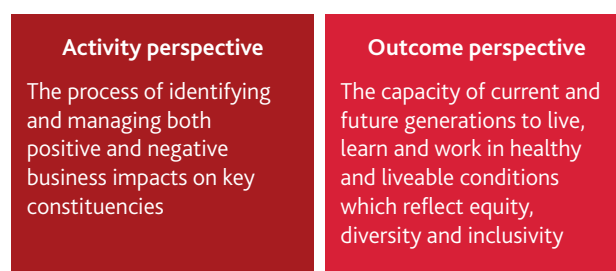 Activity perspective
The process of identifying
and managing both
positive and negative
business impacts on key
constituencies
Outcome perspective
The capacity of current and
future generations to live,
learn and work in healthy
and liveable conditions
which reflect equity,
diversity and inclusivity